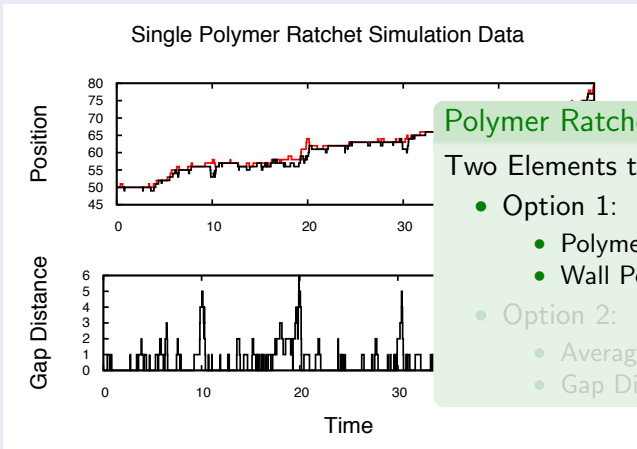 Single Polymer Ratchet Simulation Data
Position
80
75
70
65
60
55
50
45
0 10 20 30
Gap Distance
6
5
4
3
2
1
0
0 10 20 30
Time
Polymer Ratche
Two Elements t
• Option 1:
• Polyme
• Wall Po
• Option 2:
• Averag
• Gap Di